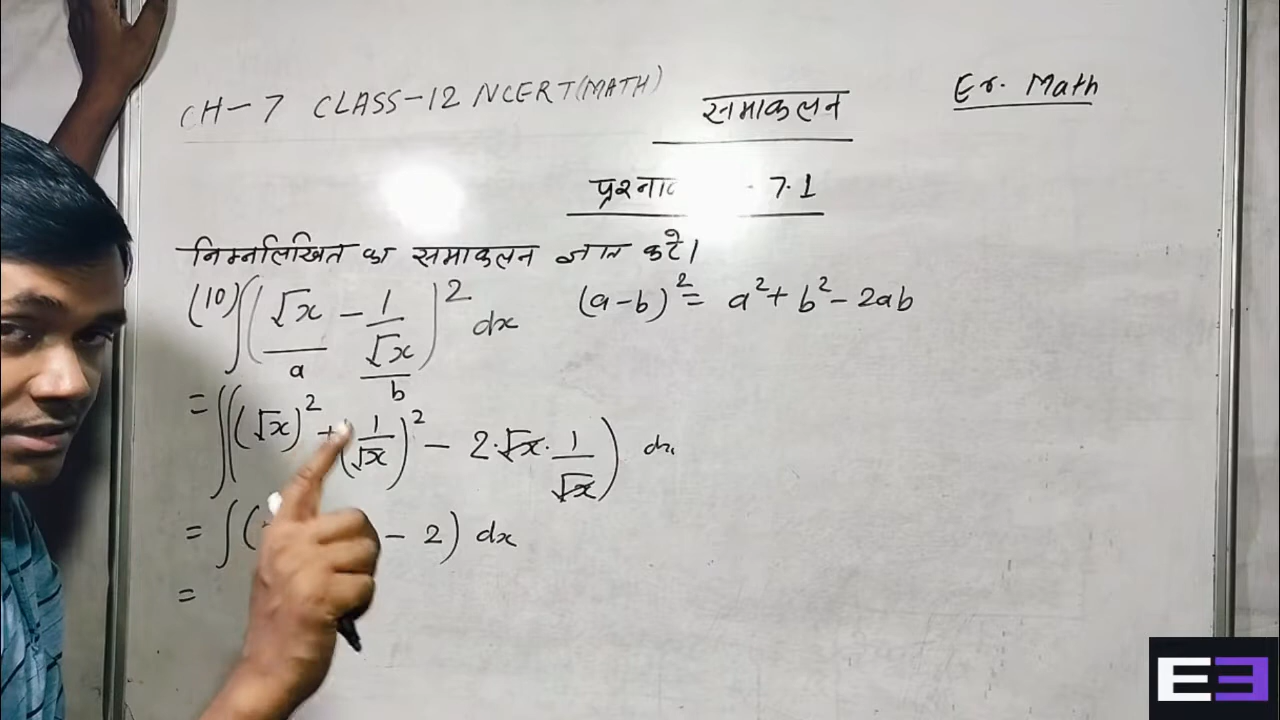 CH-7 CLASS-12 NCERT(MATH)
समाकलन
Er. Math
7.1
निम्नलिखित का समाकलन ज्ञात करे।
(10) ∫(√x − 1/√x)² dx (a-b)² = a² + b² - 2ab
a b
= ∫((√x)² + (1/√x)² − 2·√x·1/√x) dx
= ∫( − 2) dx
=
E3